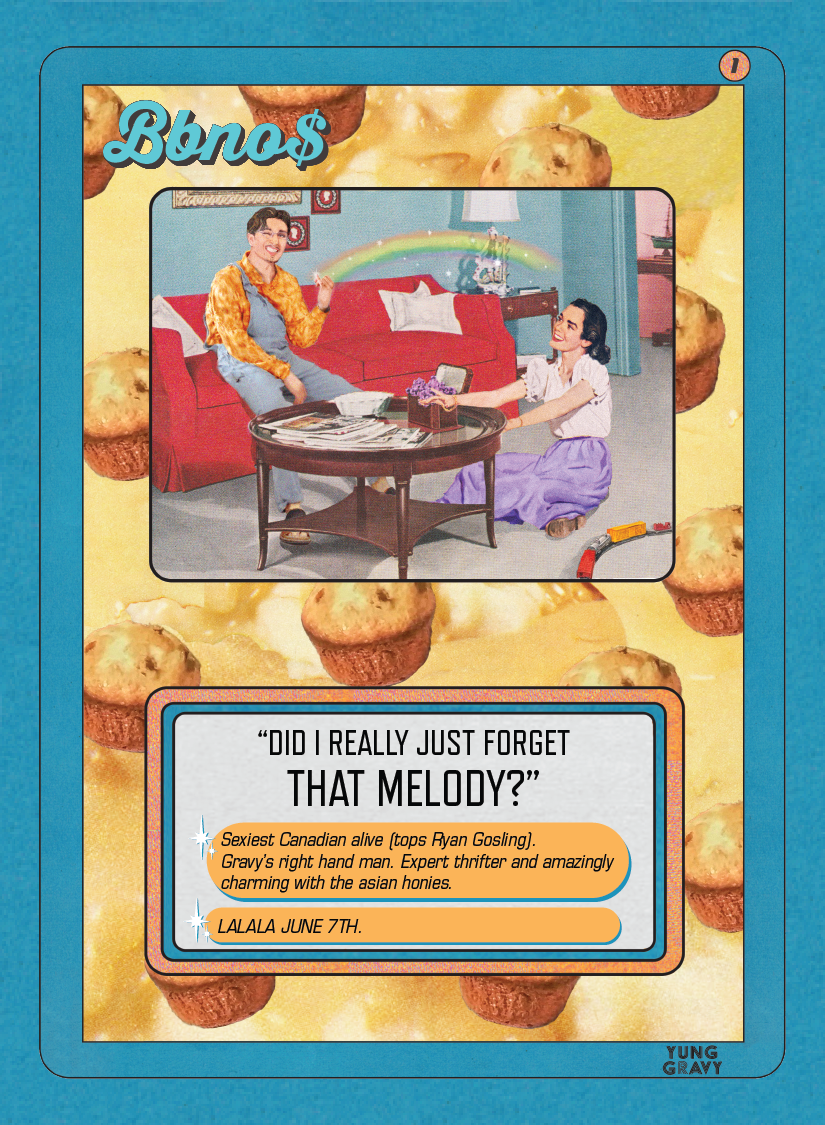 1
Bbno$
“DID I REALLY JUST FORGET
THAT MELODY?”
Sexiest Canadian alive (tops Ryan Gosling).
Gravy's right hand man. Expert thrifter and amazingly
charming with the asian honies.
LALALA JUNE 7TH.
YUNG
GRAVY